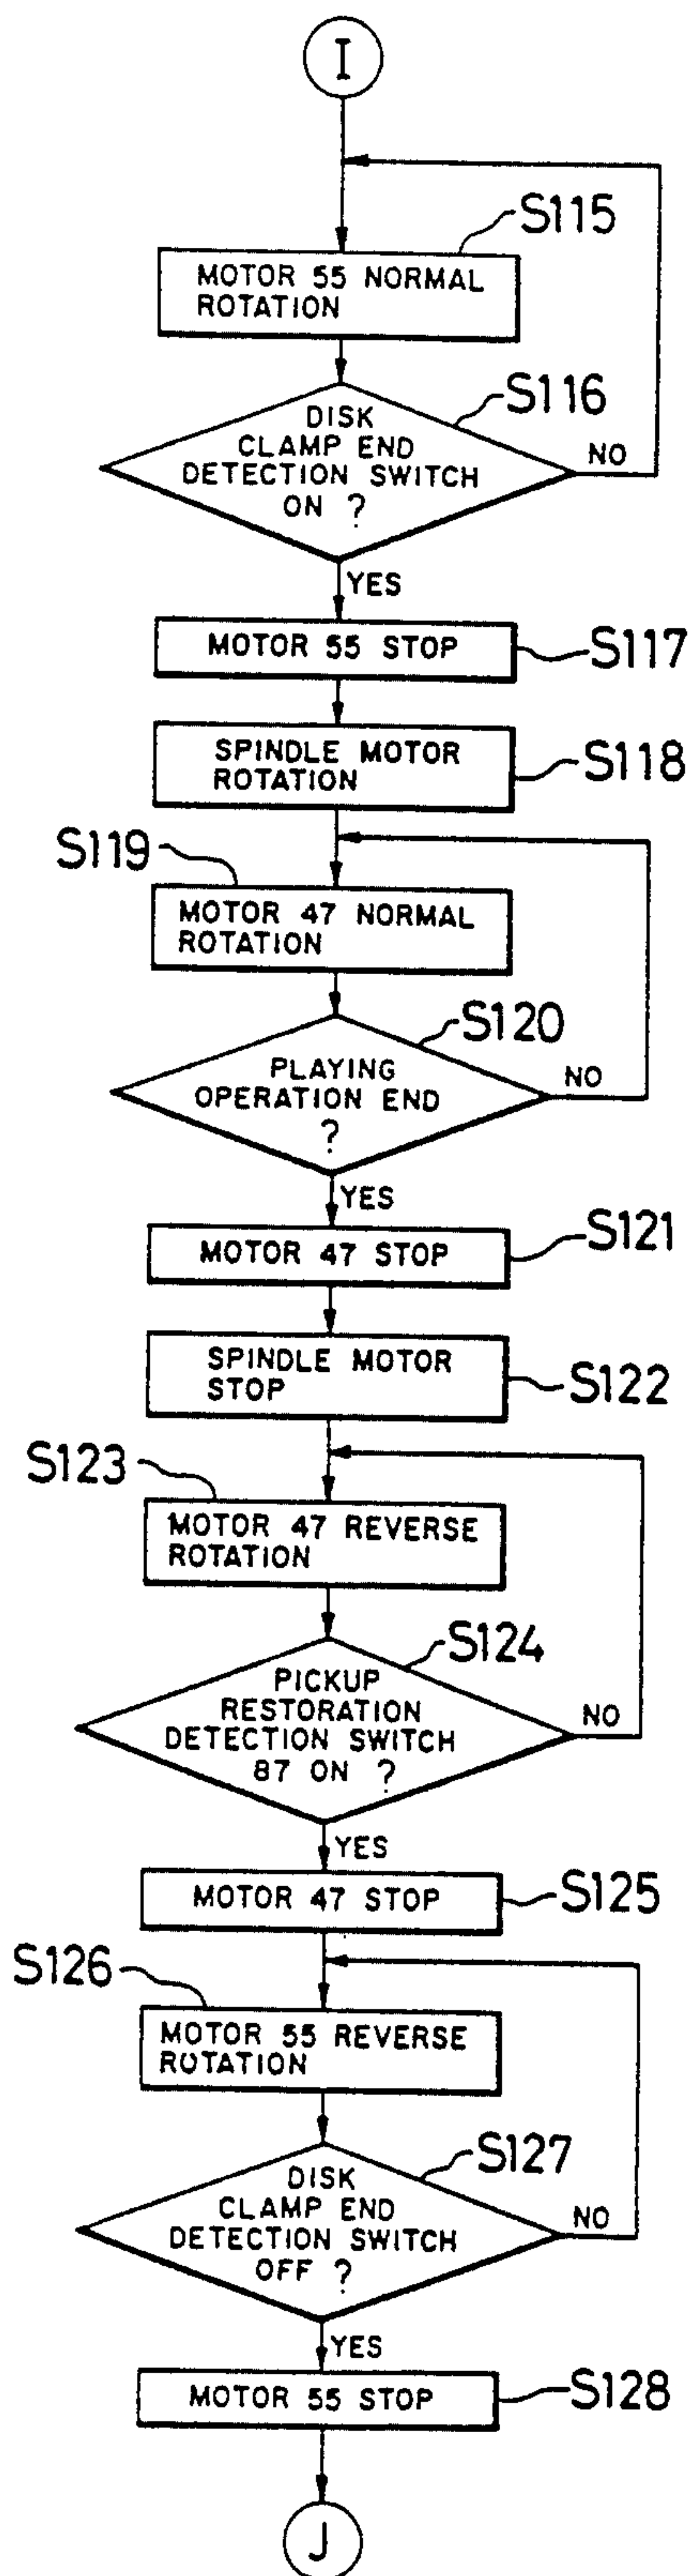 I
S115
MOTOR 55 NORMAL
ROTATION
S116
DISK
CLAMP END
DETECTION SWITCH
ON ?
NO
YES
MOTOR 55 STOP
S117
SPINDLE MOTOR
ROTATION
S118
S119
MOTOR 47 NORMAL
ROTATION
S120
PLAYING
OPERATION END
?
NO
YES
MOTOR 47 STOP
S121
SPINDLE MOTOR
STOP
S122
S123
MOTOR 47 REVERSE
ROTATION
S124
PICKUP
RESTORATION
DETECTION SWITCH
87 ON ?
NO
YES
MOTOR 47 STOP
S125
S126
MOTOR 55 REVERSE
ROTATION
S127
DISK
CLAMP END
DETECTION SWITCH
OFF ?
NO
YES
MOTOR 55 STOP
S128
J